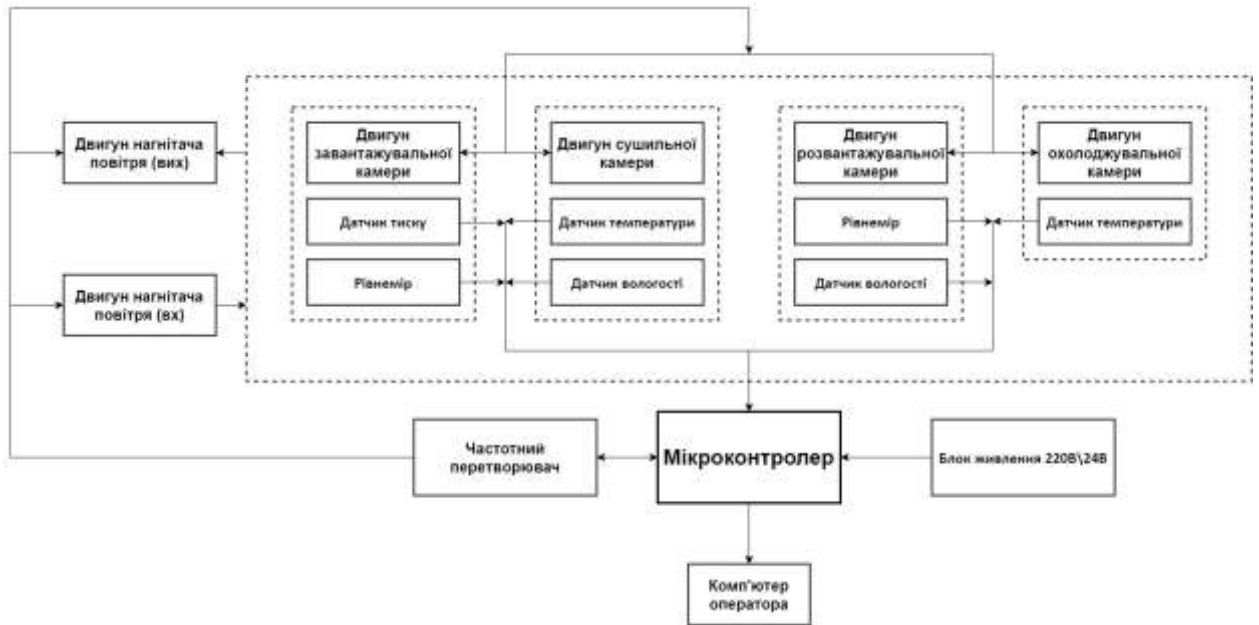 Двигун нагнітача
повітря (вих)
Двигун
завантажувальної
камери
Двигун сушильної
камери
Двигун
розвантажувальної
камери
Двигун
охолоджувальної
камери
Датчик тиску
Датчик температури
Рівнемір
Датчик температури
Двигун нагнітача
повітря (вх)
Рівнемір
Датчик вологості
Датчик вологості
Частотний
перетворювач
Мікроконтролер
Блок живлення 220В\24В
Комп'ютер
оператора